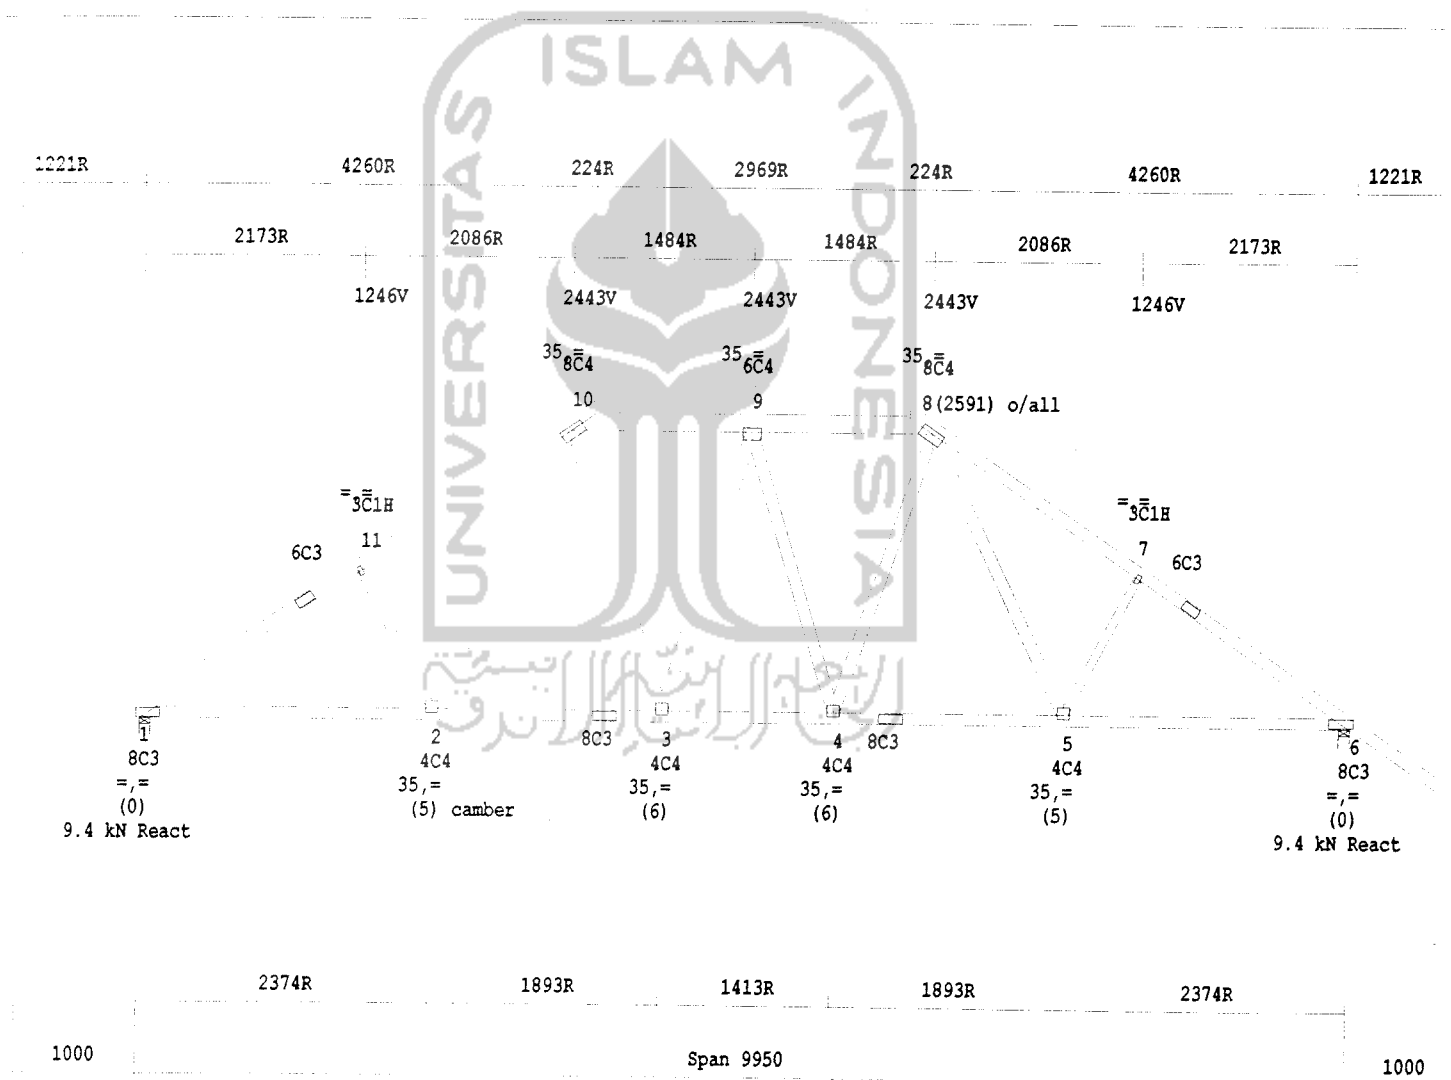 ISLAM
UNIVERSITAS
INDONESIA
1221R 4260R 224R 2969R 224R 4260R 1221R
2173R 2086R 1484R 1484R 2086R 2173R
1246V 2443V 2443V 2443V 1246V
35,= 35,= 35,=
8C4 6C4 8C4
10 9 8(2591) o/all
=,= =,=
3C1H 3C1H
6C3 11 7 6C3
1 2 8C3 3 4 8C3 5 6
8C3 4C4 4C4 4C4 4C4 8C3
=,= 35,= 35,= 35,= 35,= =,=
(0) (5) camber (6) (6) (5) (0)
9.4 kN React 9.4 kN React
2374R 1893R 1413R 1893R 2374R
1000 Span 9950 1000